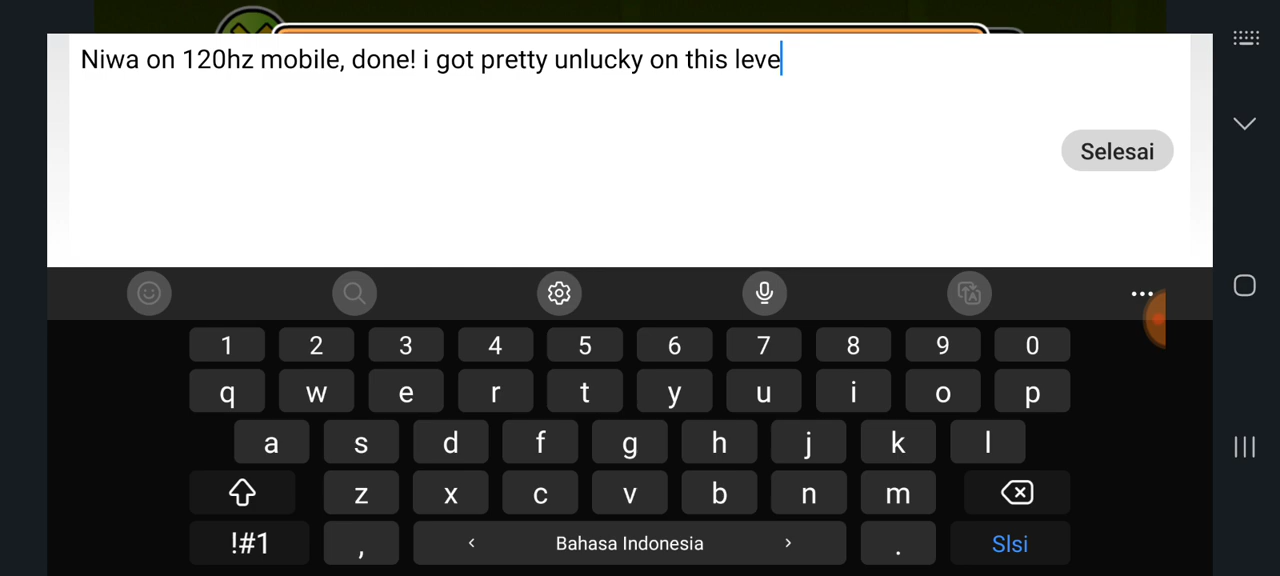 Niwa on 120hz mobile, done! i got pretty unlucky on this leve
Selesai
1 2 3 4 5 6 7 8 9 0
q w e r t y u i o p
a s d f g h j k l
z x c v b n m
!#1 , < Bahasa Indonesia > . Slsi